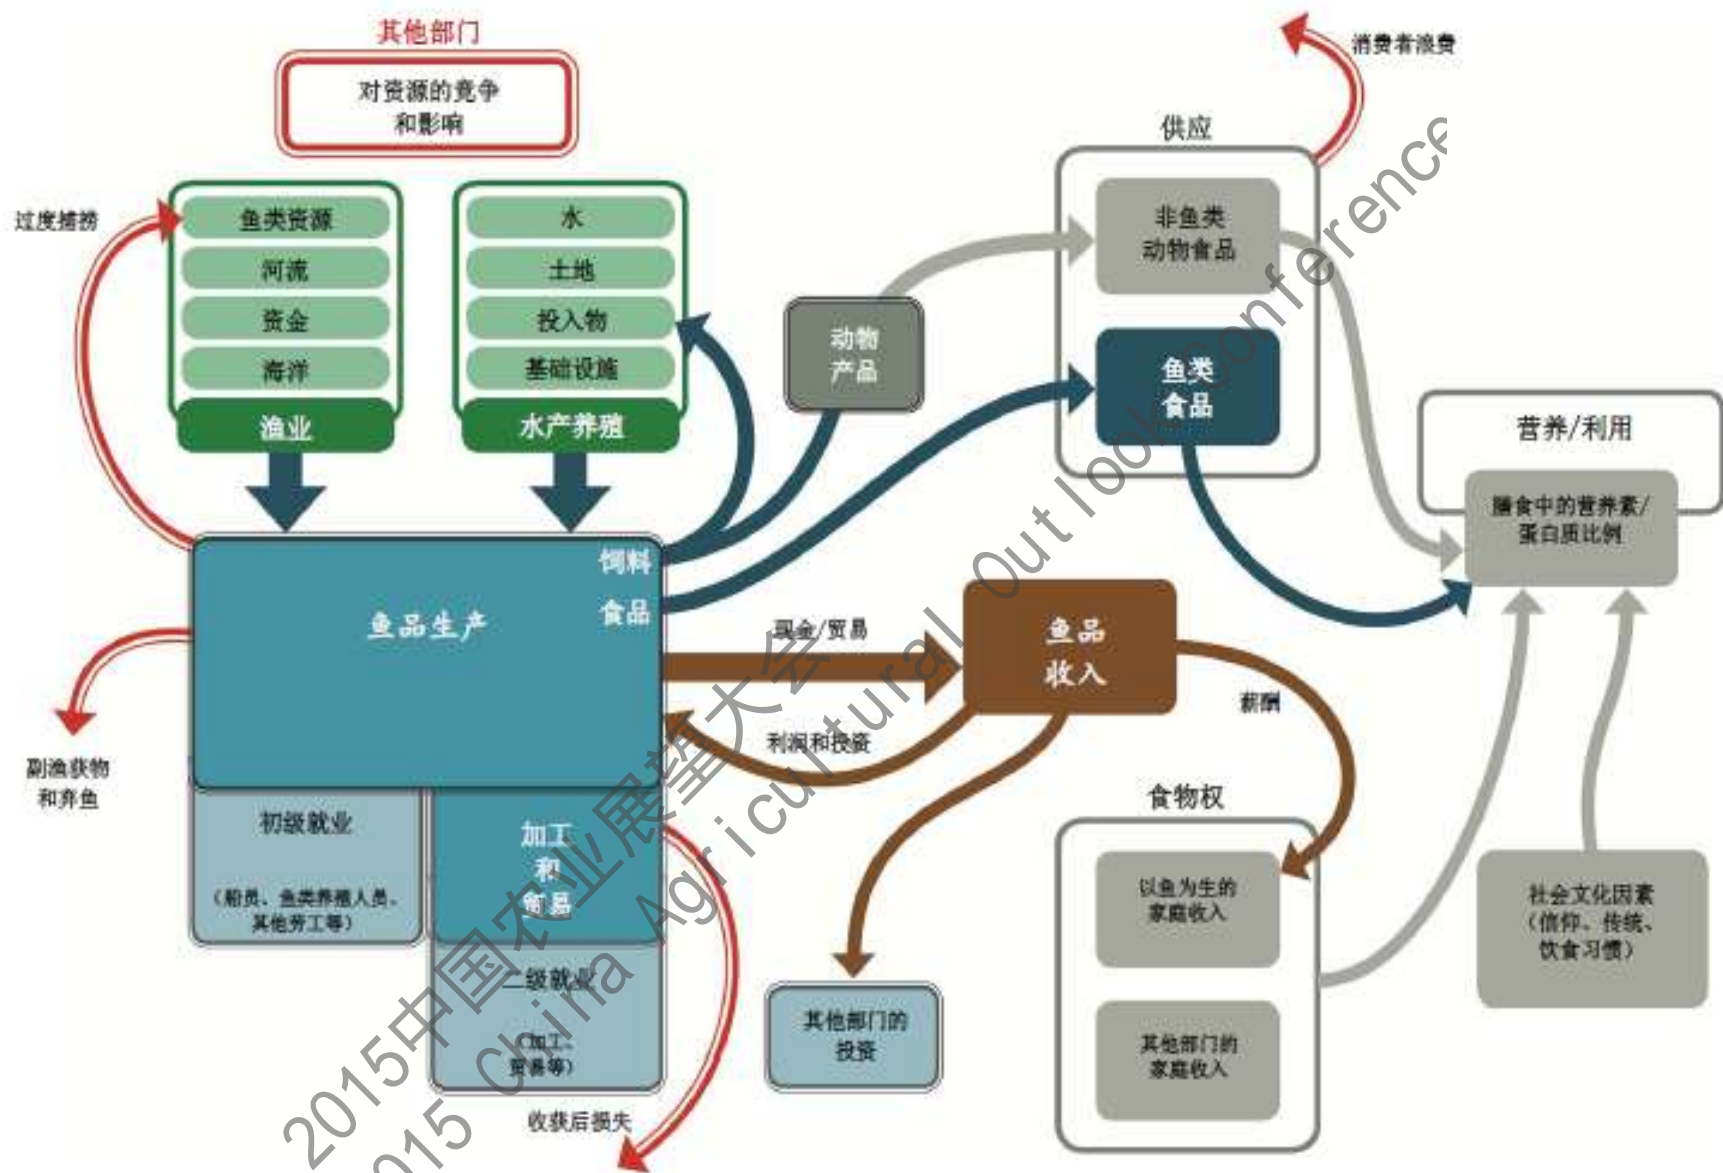 其他部门
对资源的竞争
和影响
过度捕捞
鱼类资源
河流
资金
海洋
渔业
水
土地
投入物
基础设施
水产养殖
消费者浪费
供应
非鱼类
动物食品
鱼类
食品
动物
产品
营养/利用
膳食中的营养素/
蛋白质比例
饲料
食品
鱼品生产
现金/贸易
鱼品
收入
利润和投资
薪酬
副渔获物
和弃鱼
初级就业
(船员、鱼类养殖人员、
其他劳工等)
加工
和
贸易
二级就业
(加工、
贸易等)
收获后损失
其他部门的
投资
食物权
以鱼为生的
家庭收入
其他部门的
家庭收入
社会文化因素
(信仰、传统、
饮食习惯)
2015中国农业展望大会
2015 China Agricultural Outlook Conference